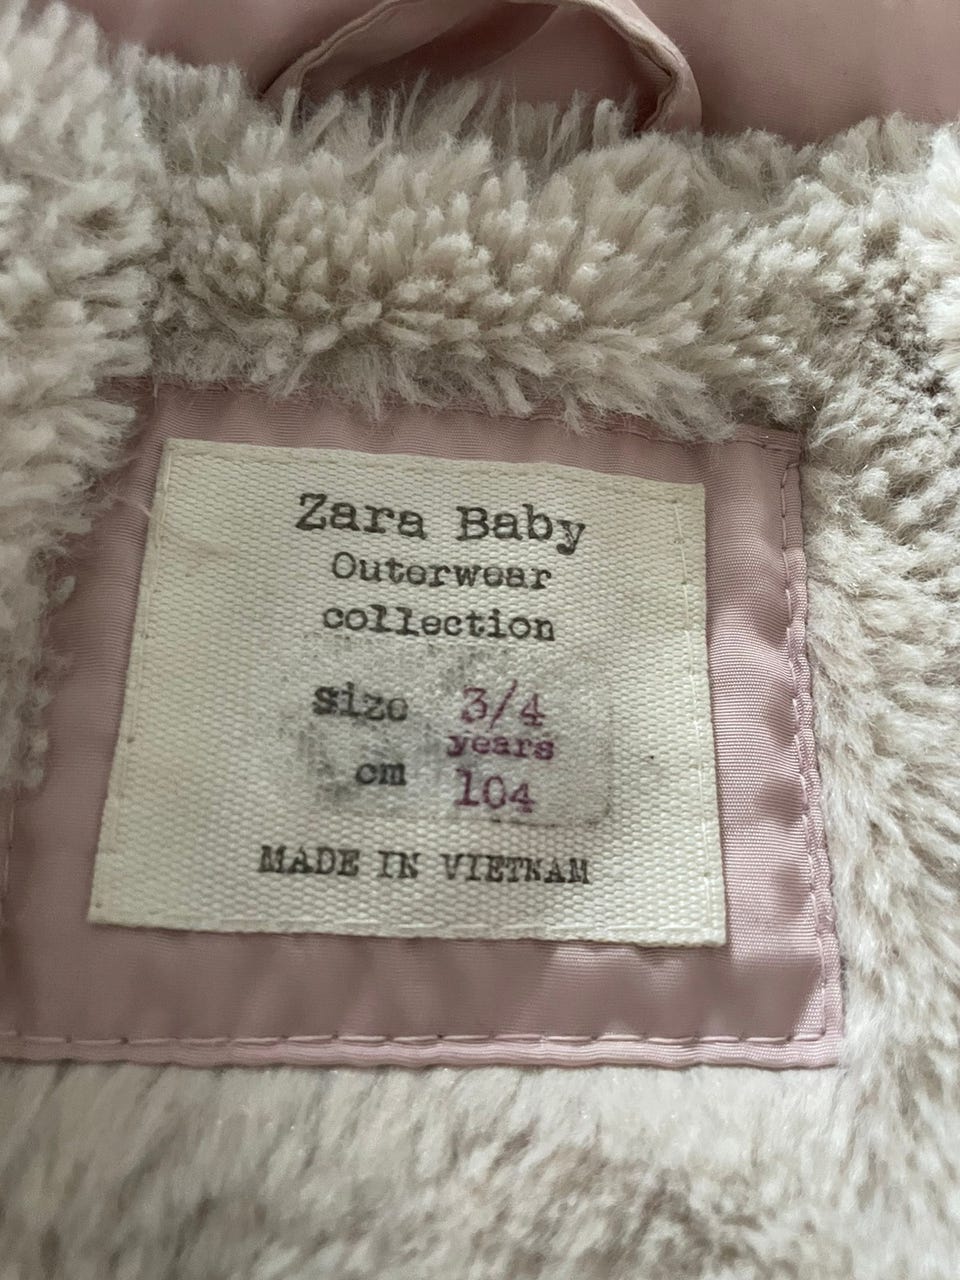 Zara Baby
Outerwear
collection
size 3/4
years
cm 104
MADE IN VIETNAM